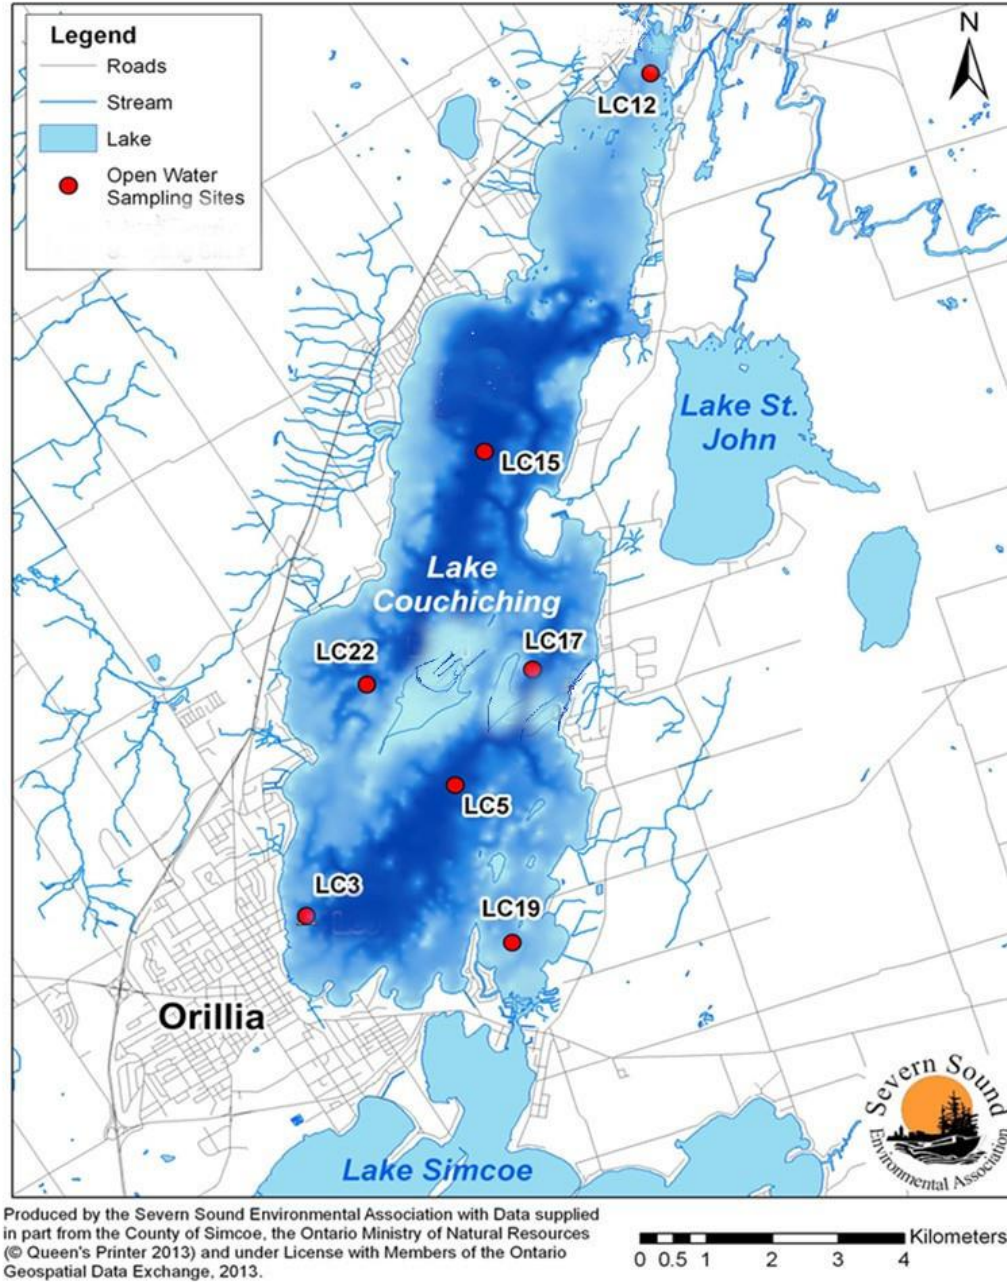 Legend
Roads
Stream
Lake
Open Water
Sampling Sites
N
LC12
Lake St.
John
LC15
Lake
Couchiching
LC22
LC17
LC5
LC3
LC19
Orillia
Lake Simcoe
Severn Sound
Environmental Association
Produced by the Severn Sound Environmental Association with Data supplied
in part from the County of Simcoe, the Ontario Ministry of Natural Resources
(© Queen's Printer 2013) and under License with Members of the Ontario
Geospatial Data Exchange, 2013.
Kilometers
0 0.5 1 2 3 4